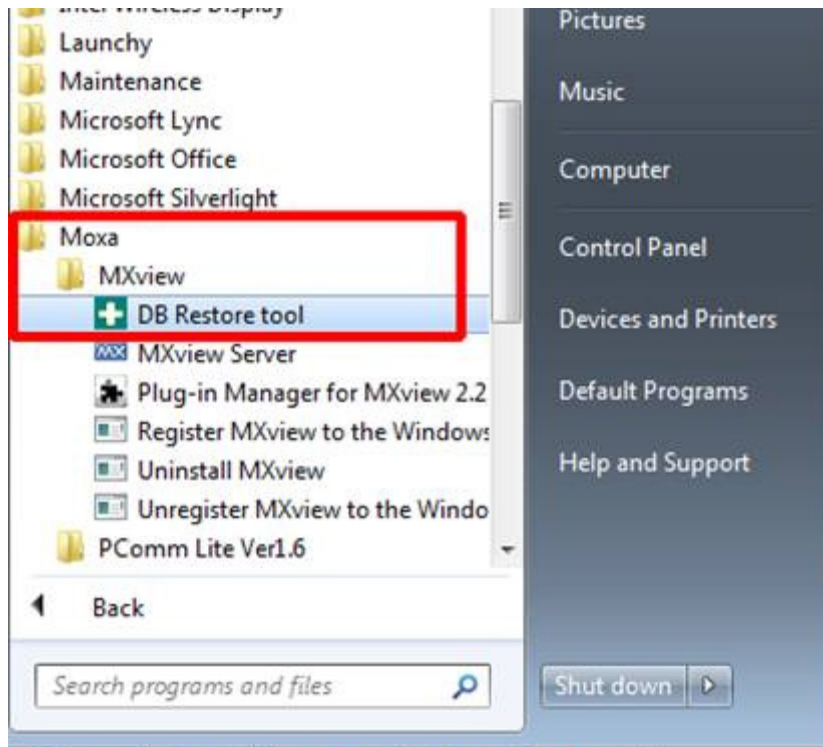 Intel Wireless Display
Launchy
Maintenance
Microsoft Lync
Microsoft Office
Microsoft Silverlight
Moxa
MXview
DB Restore tool
MXview Server
Plug-in Manager for MXview 2.2
Register MXview to the Windows
Uninstall MXview
Unregister MXview to the Windo
PComm Lite Ver1.6
Back
Search programs and files
Pictures
Music
Computer
Control Panel
Devices and Printers
Default Programs
Help and Support
Shut down